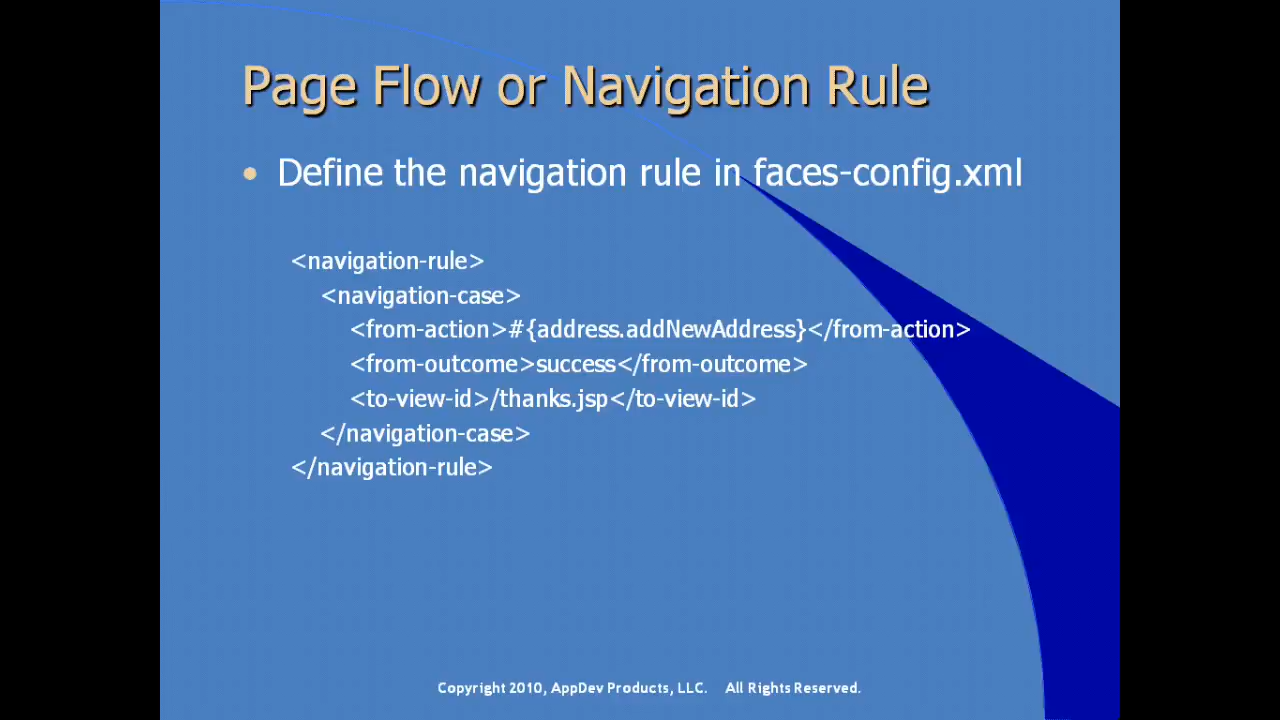 Page Flow or Navigation Rule
• Define the navigation rule in faces-config.xml
<navigation-rule>
<navigation-case>
<from-action>#{address.addNewAddress}</from-action>
<from-outcome>success</from-outcome>
<to-view-id>/thanks.jsp</to-view-id>
</navigation-case>
</navigation-rule>
Copyright 2010, AppDev Products, LLC. All Rights Reserved.